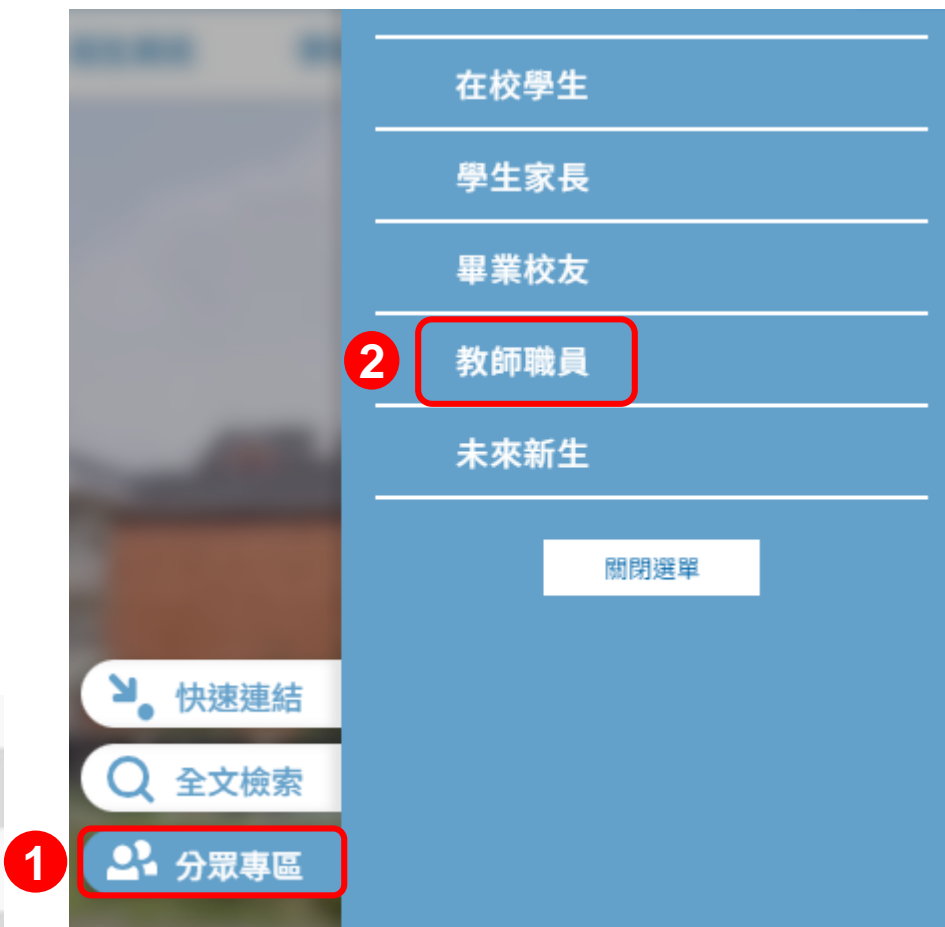 在校學生
學生家長
畢業校友
2 教師職員
未來新生
關閉選單
快速連結
全文檢索
1 分眾專區